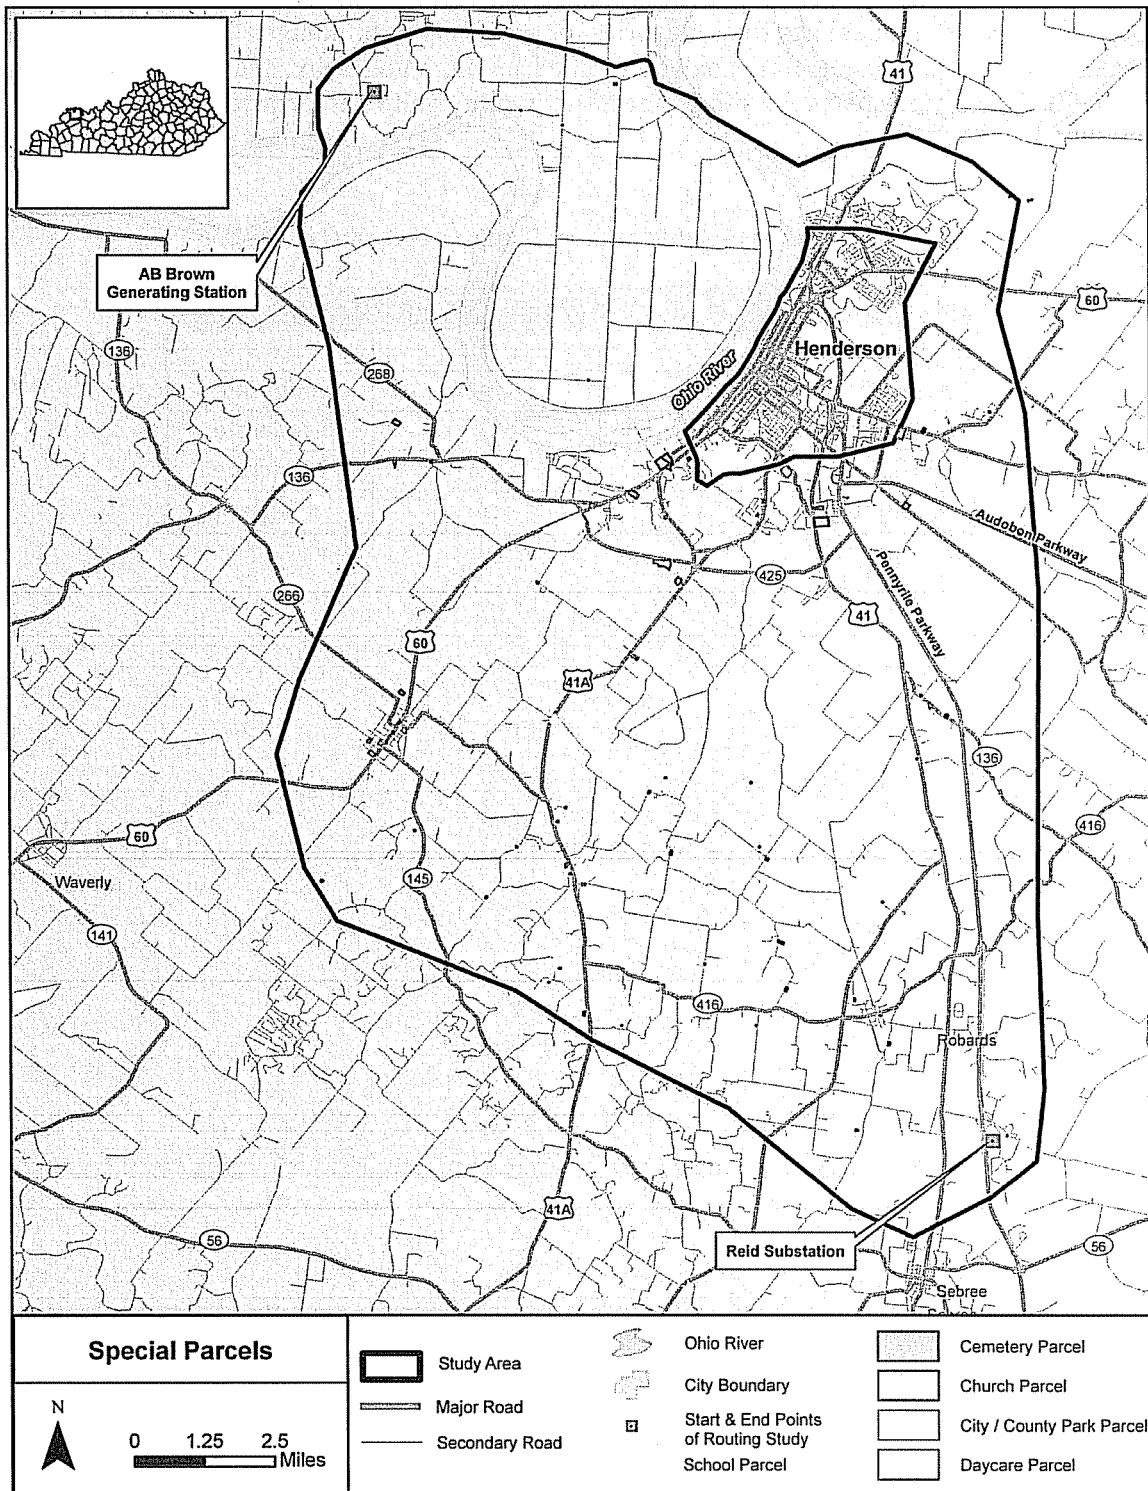 41
AB Brown
Generating Station
60
136
Henderson
268
Ohio River
136
Audobon Parkway
425
Pennyrile Parkway
266
41
60
41A
136
416
60
Waverly
145
141
416
Robards
41A
56
Reid Substation
56
Sebree
Special Parcels
N
0 1.25 2.5
Miles
Study Area
Major Road
Secondary Road
Ohio River
City Boundary
Start & End Points
of Routing Study
School Parcel
Cemetery Parcel
Church Parcel
City / County Park Parcel
Daycare Parcel